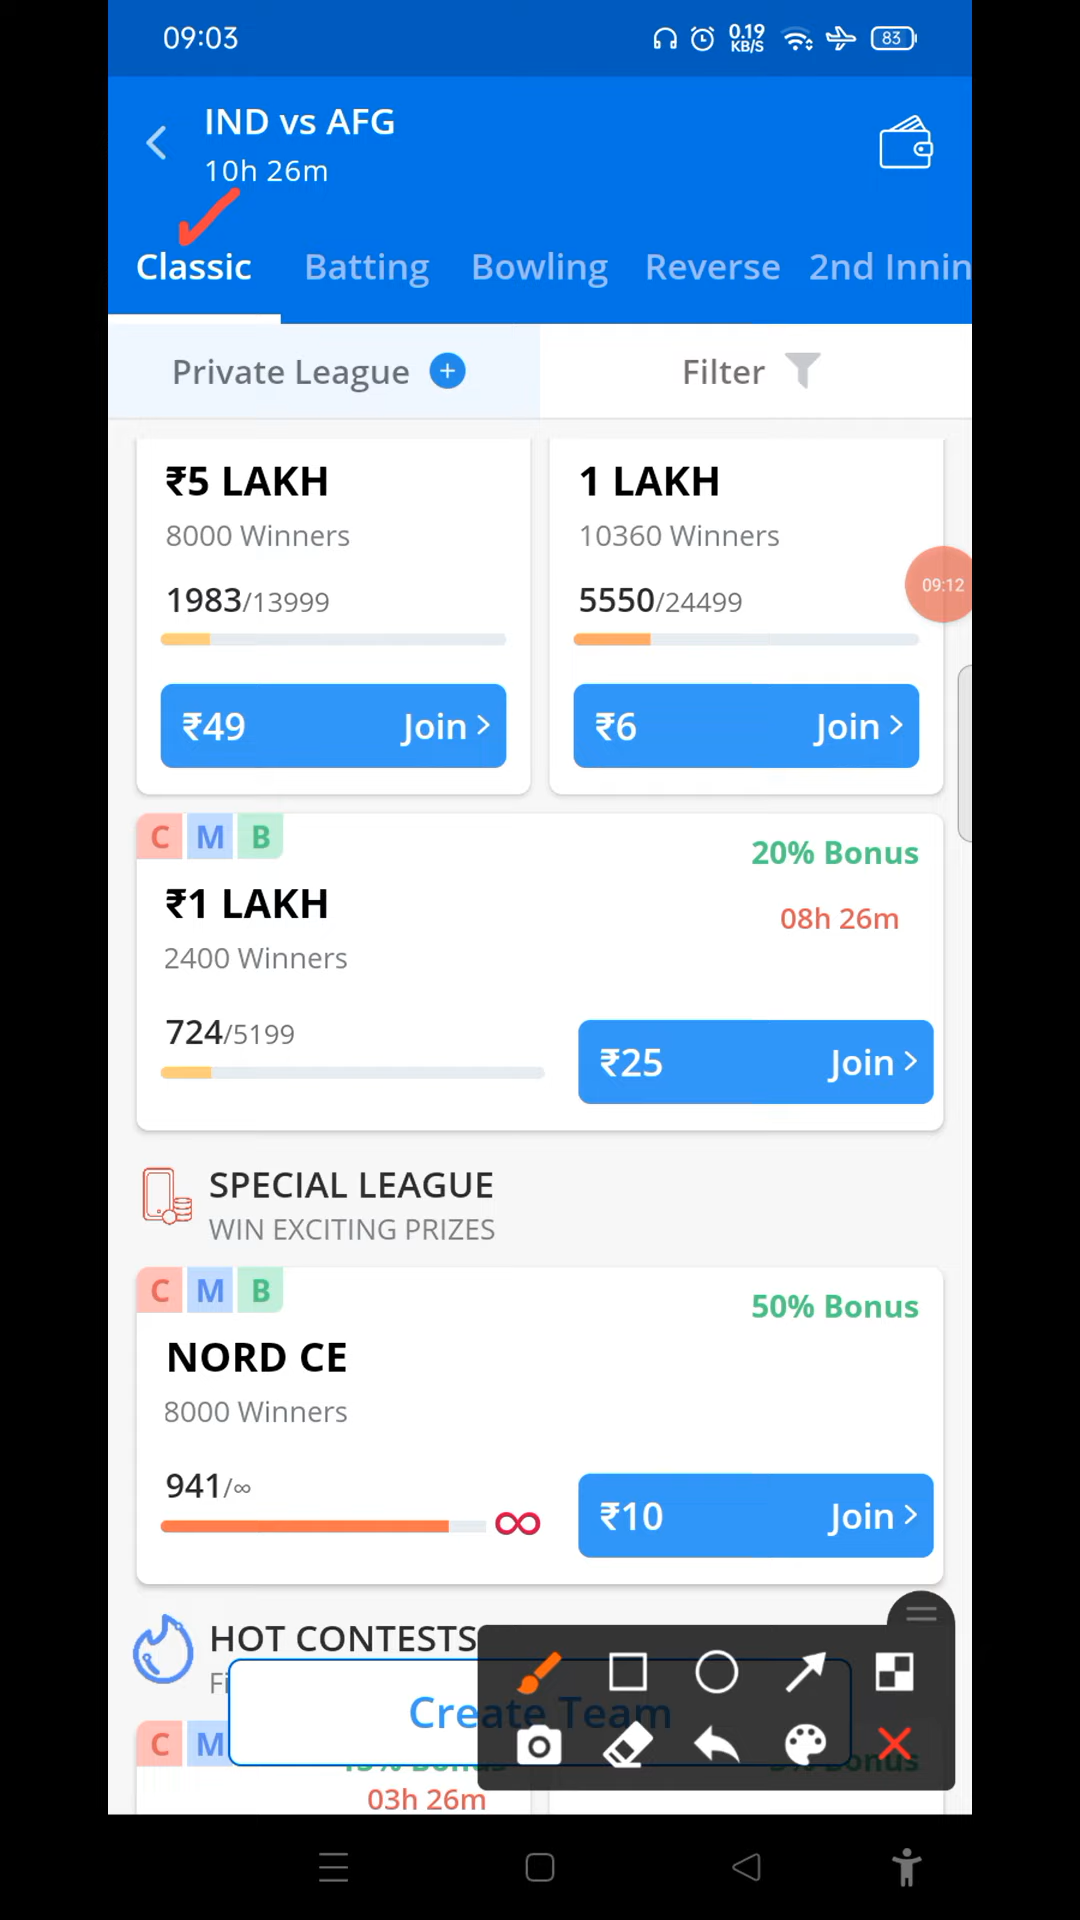 09:03
0.19
KB/S
83
IND vs AFG
10h 26m
Classic
Batting
Bowling
Reverse
2nd Innin
Private League
Filter
₹5 LAKH
8000 Winners
1983/13999
₹49
Join
1 LAKH
10360 Winners
5550/24499
₹6
Join
09:12
C M B
20% Bonus
₹1 LAKH
08h 26m
2400 Winners
724/5199
₹25
Join
SPECIAL LEAGUE
WIN EXCITING PRIZES
C M B
50% Bonus
NORD CE
8000 Winners
941/∞
₹10
Join
HOT CONTESTS
Create Team
C M
Bonus
Bonus
03h 26m